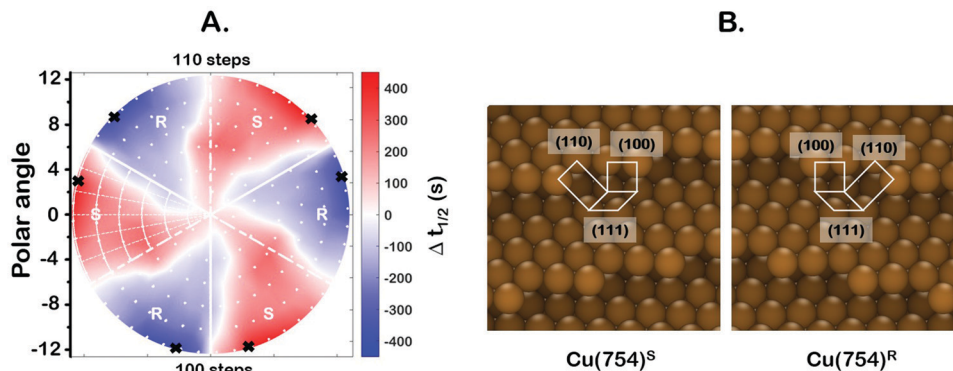 A.
B.
110 steps
Polar angle
12
8
4
0
-4
-8
-12
R
S
S
R
R
S
100 steps
400
300
200
100
0
-100
-200
-300
-400
Δ t1/2 (s)
(110)
(100)
(111)
(100)
(110)
(111)
Cu(754)S
Cu(754)R